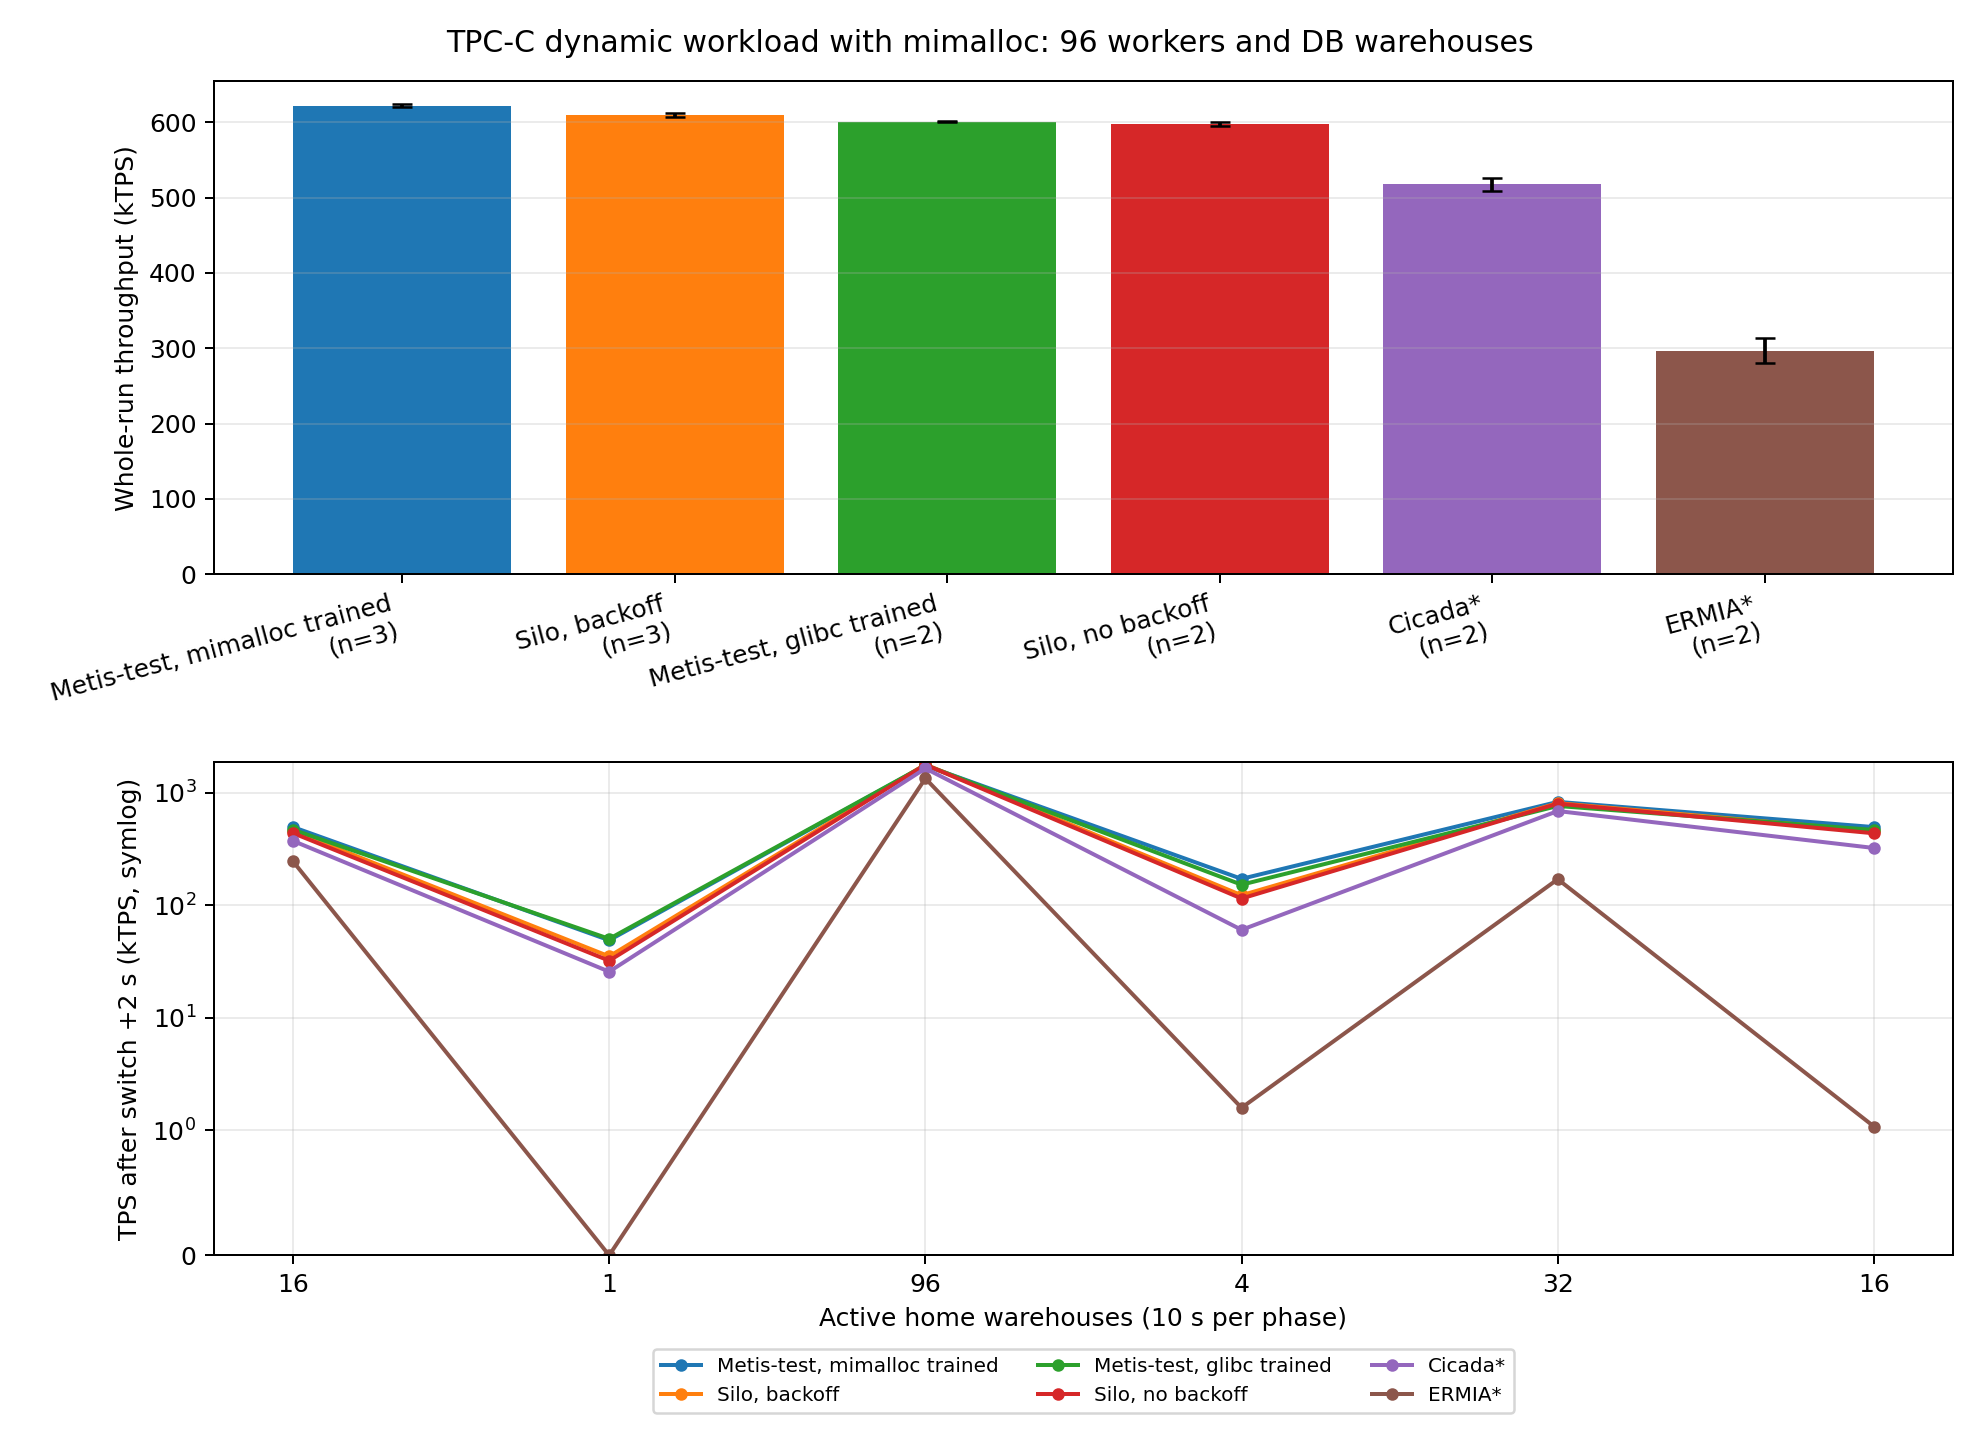 TPC-C dynamic workload with mimalloc: 96 workers and DB warehouses
Whole-run throughput (kTPS)
600
500
400
300
200
100
0
Metis-test, mimalloc trained
(n=3)
Silo, backoff
(n=3)
Metis-test, glibc trained
(n=2)
Silo, no backoff
(n=2)
Cicada*
(n=2)
ERMIA*
(n=2)
TPS after switch +2 s (kTPS, symlog)
10³
10²
10¹
10⁰
0
16 1 96 4 32 16
Active home warehouses (10 s per phase)
Metis-test, mimalloc trained
Silo, backoff
Metis-test, glibc trained
Silo, no backoff
Cicada*
ERMIA*